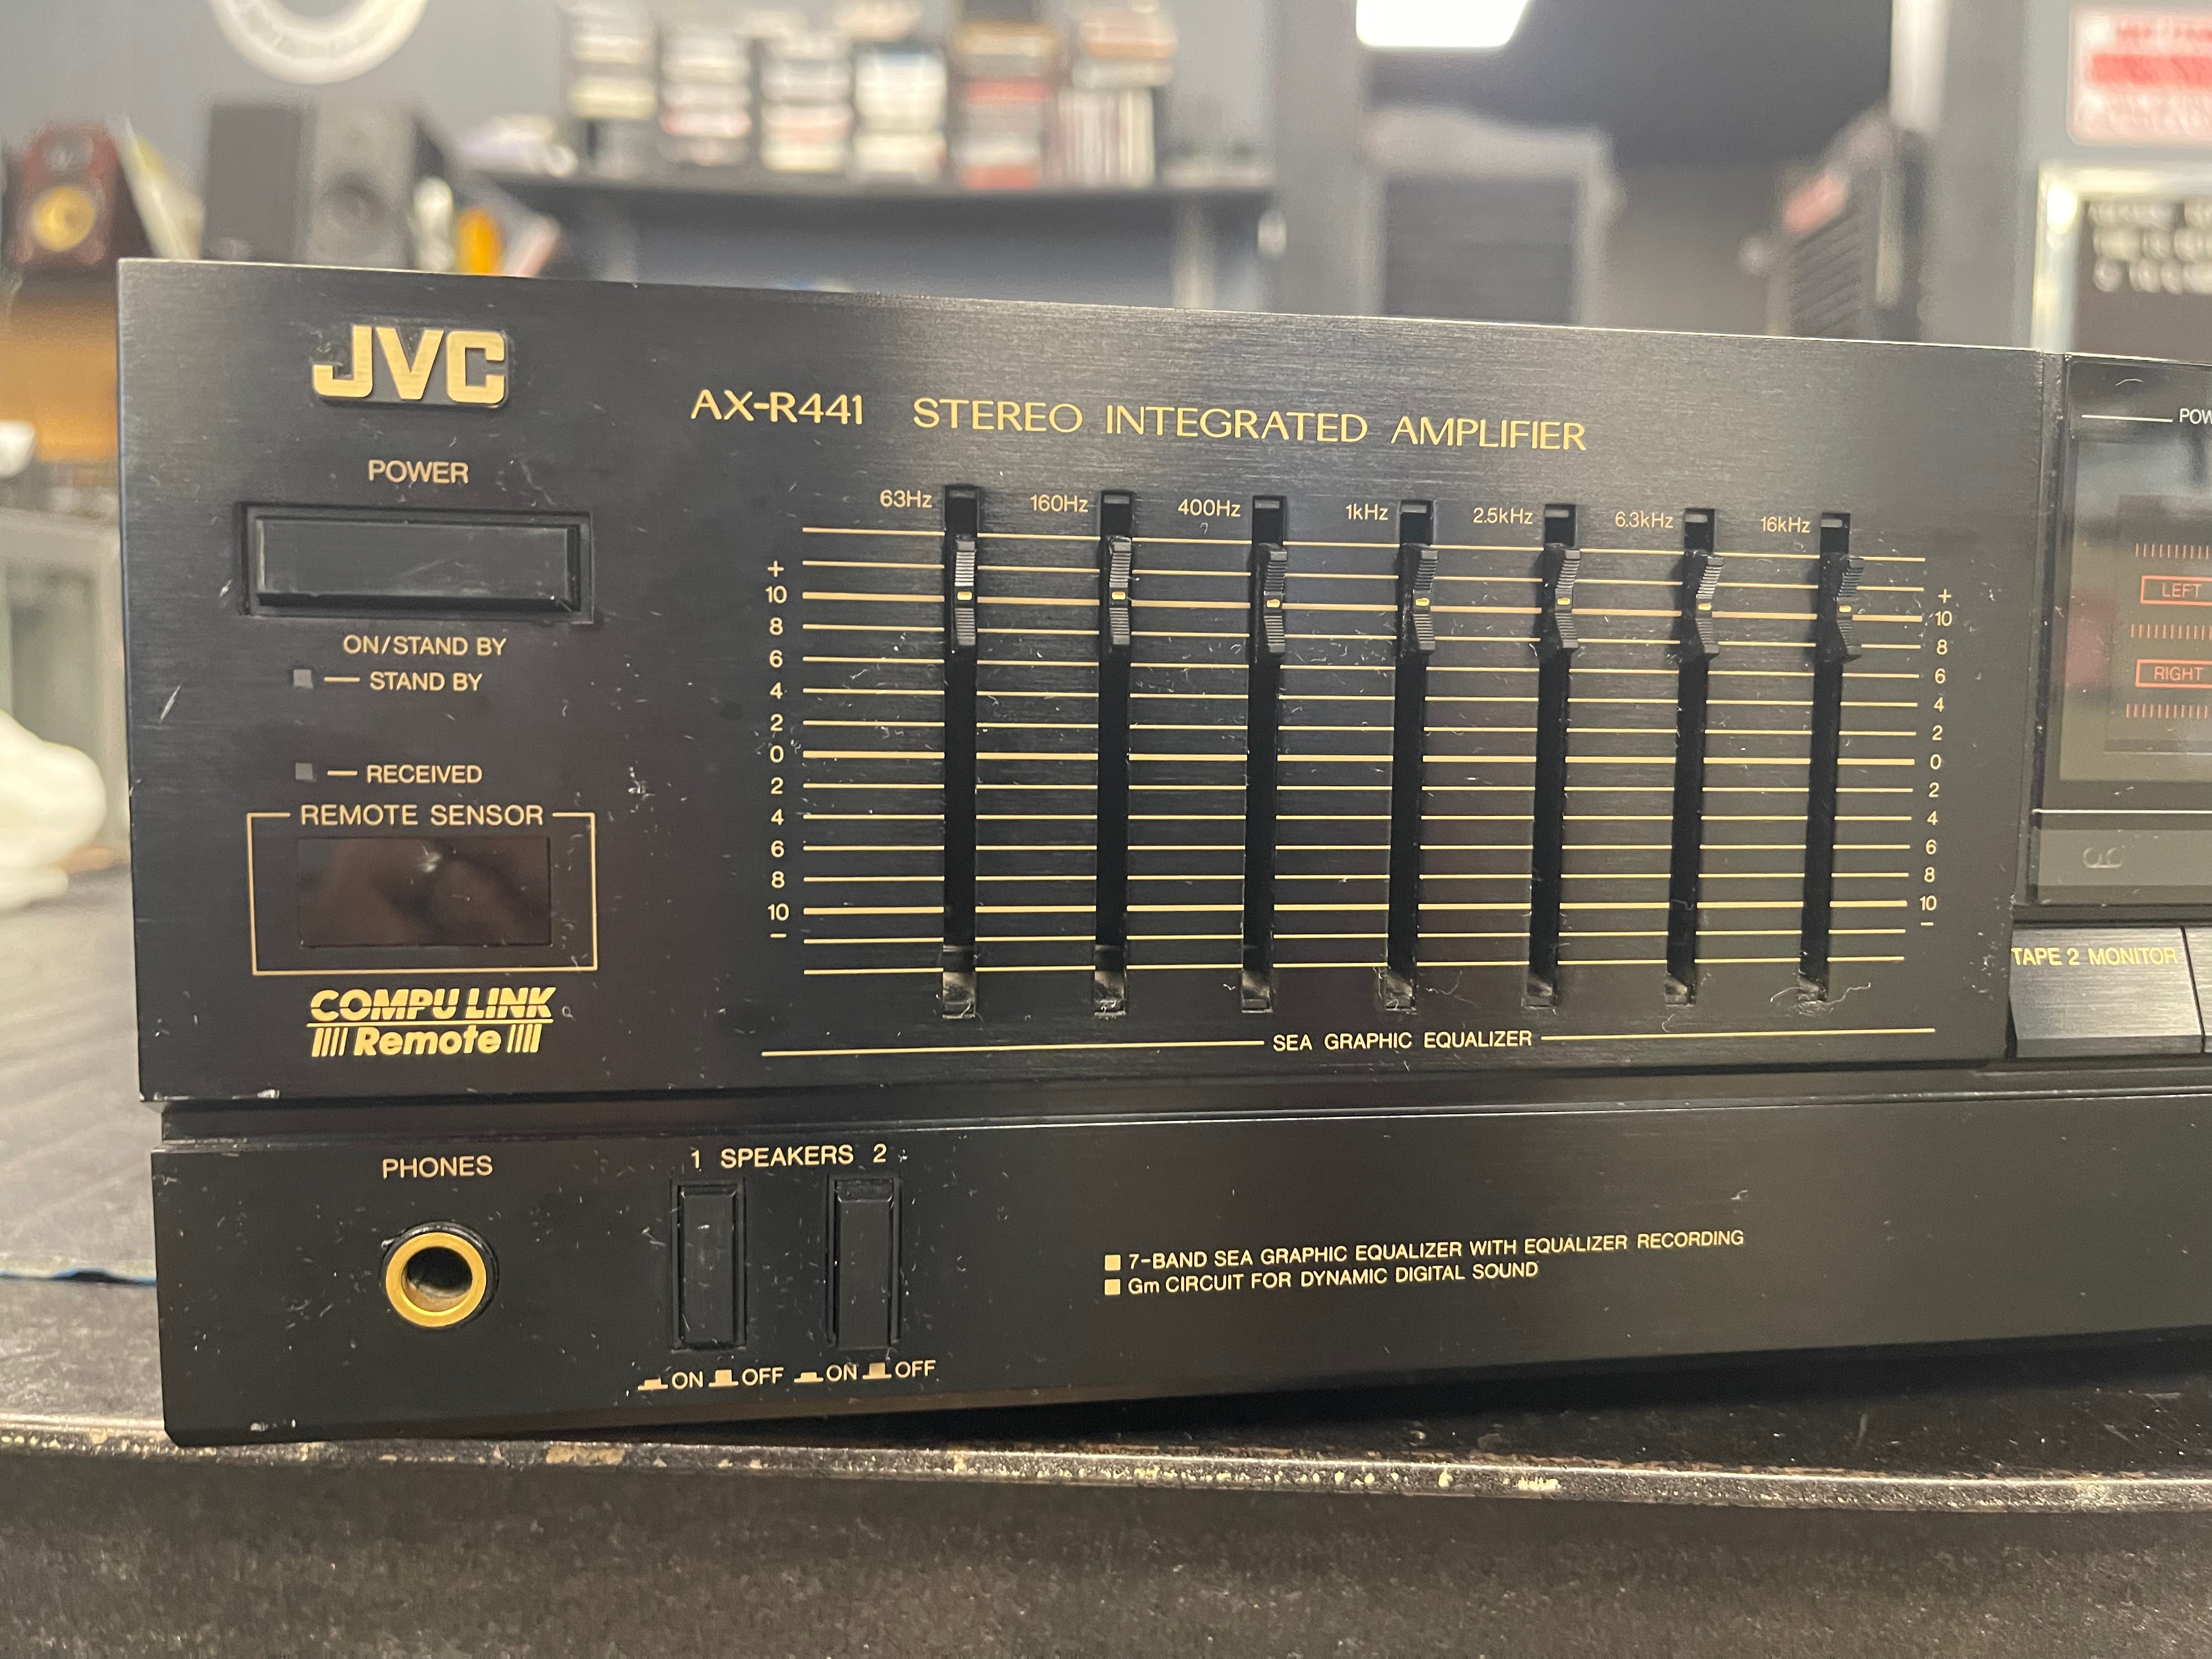 JVC
AX-R441 STEREO INTEGRATED AMPLIFIER
POWER
ON/STAND BY
STAND BY
RECEIVED
REMOTE SENSOR
COMPU LINK
Remote
63Hz 160Hz 400Hz 1kHz 2.5kHz 6.3kHz 16kHz
+ +
10 10
8 8
6 6
4 4
2 2
0 0
2 2
4 4
6 6
8 8
10 10
− −
SEA GRAPHIC EQUALIZER
LEFT
RIGHT
TAPE 2 MONITOR
PHONES
1 SPEAKERS 2
ON OFF ON OFF
7-BAND SEA GRAPHIC EQUALIZER WITH EQUALIZER RECORDING
Gm CIRCUIT FOR DYNAMIC DIGITAL SOUND